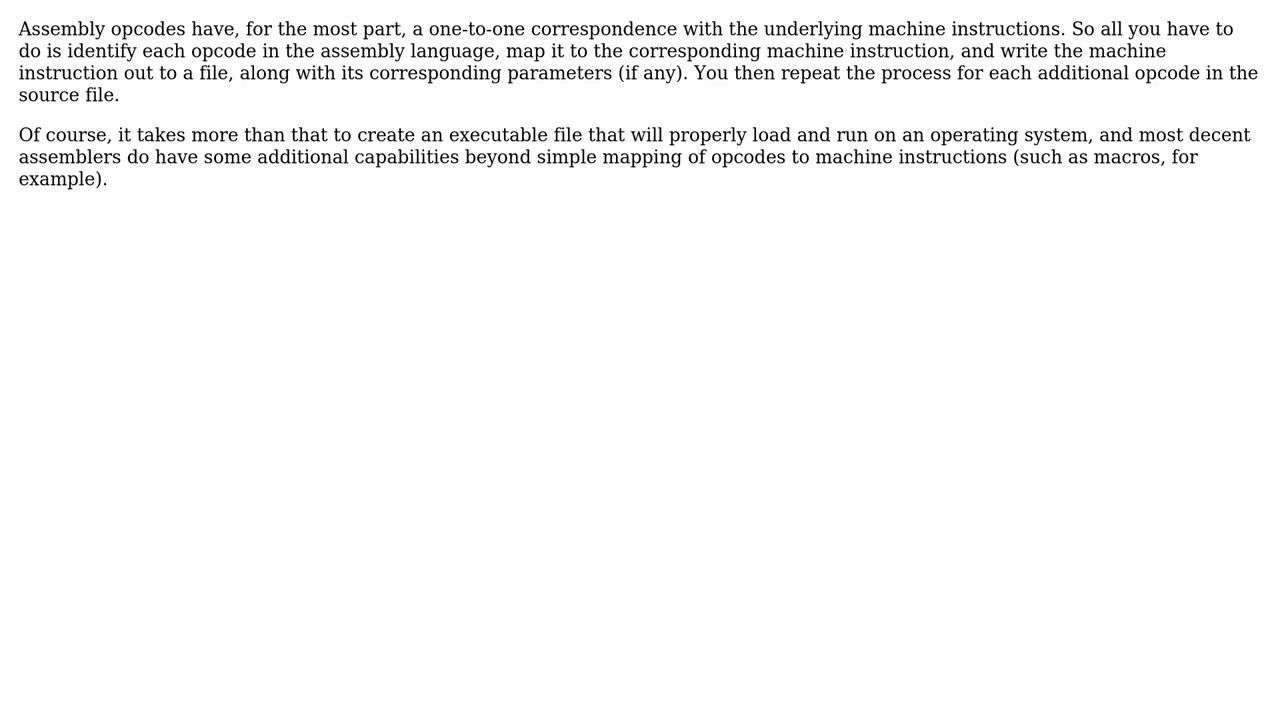 Assembly opcodes have, for the most part, a one-to-one correspondence with the underlying machine instructions. So all you have to
do is identify each opcode in the assembly language, map it to the corresponding machine instruction, and write the machine
instruction out to a file, along with its corresponding parameters (if any). You then repeat the process for each additional opcode in the
source file.
Of course, it takes more than that to create an executable file that will properly load and run on an operating system, and most decent
assemblers do have some additional capabilities beyond simple mapping of opcodes to machine instructions (such as macros, for
example).